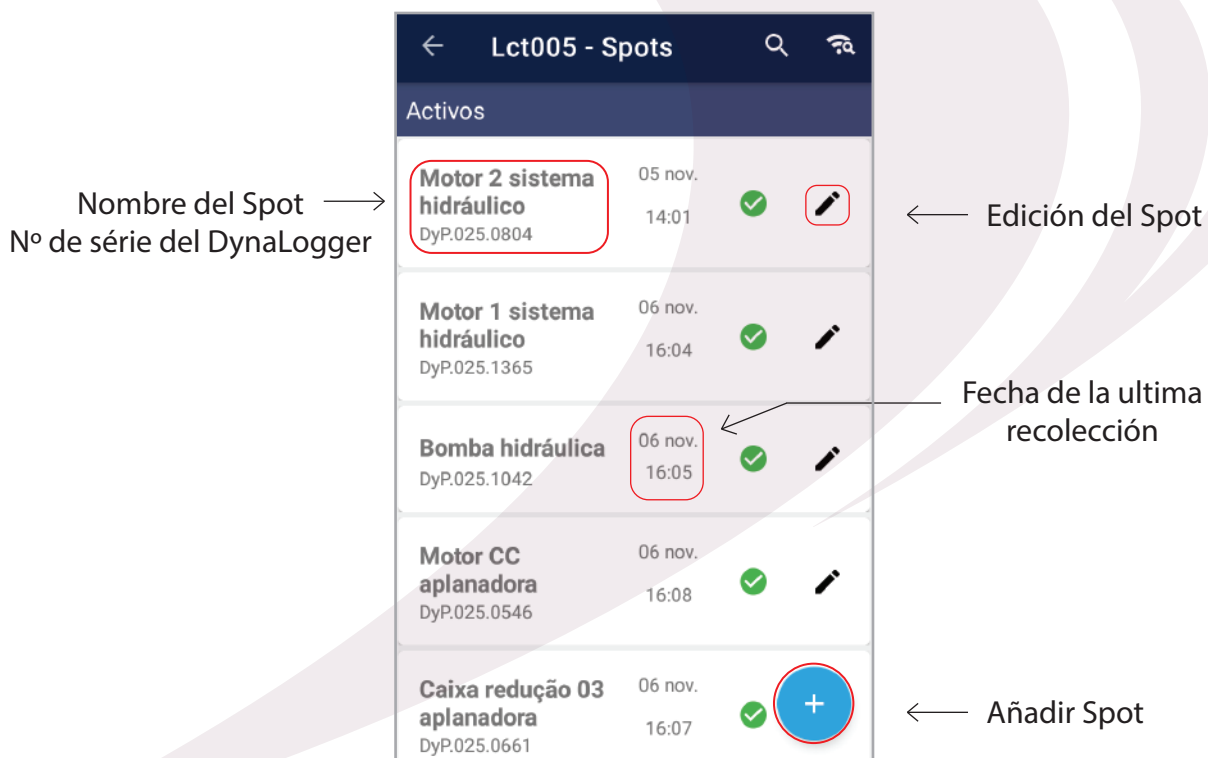 Lct005 - Spots
Activos
Nombre del Spot
Nº de série del DynaLogger
Motor 2 sistema
hidráulico
DyP.025.0804
05 nov.
14:01
Edición del Spot
Motor 1 sistema
hidráulico
DyP.025.1365
06 nov.
16:04
Fecha de la ultima
recolección
Bomba hidráulica
DyP.025.1042
06 nov.
16:05
Motor CC
aplanadora
DyP.025.0546
06 nov.
16:08
Caixa redução 03
aplanadora
DyP.025.0661
06 nov.
16:07
+
Añadir Spot